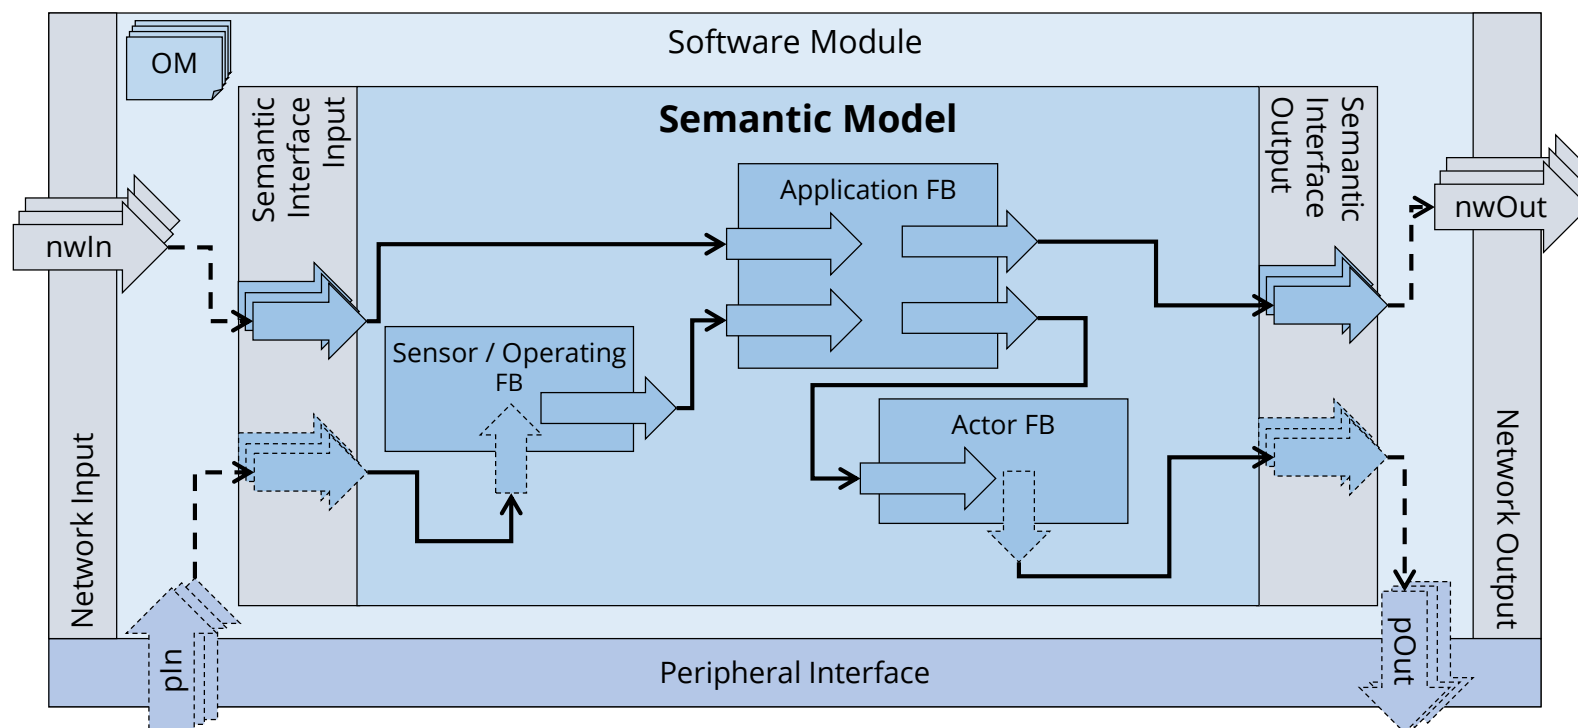 Software Module
OM
Semantic
Interface
Input
Semantic Model
Semantic
Interface
Output
Application FB
nwIn
nwOut
Sensor / Operating
FB
Actor FB
Network Input
Network Output
pIn
pOut
Peripheral Interface